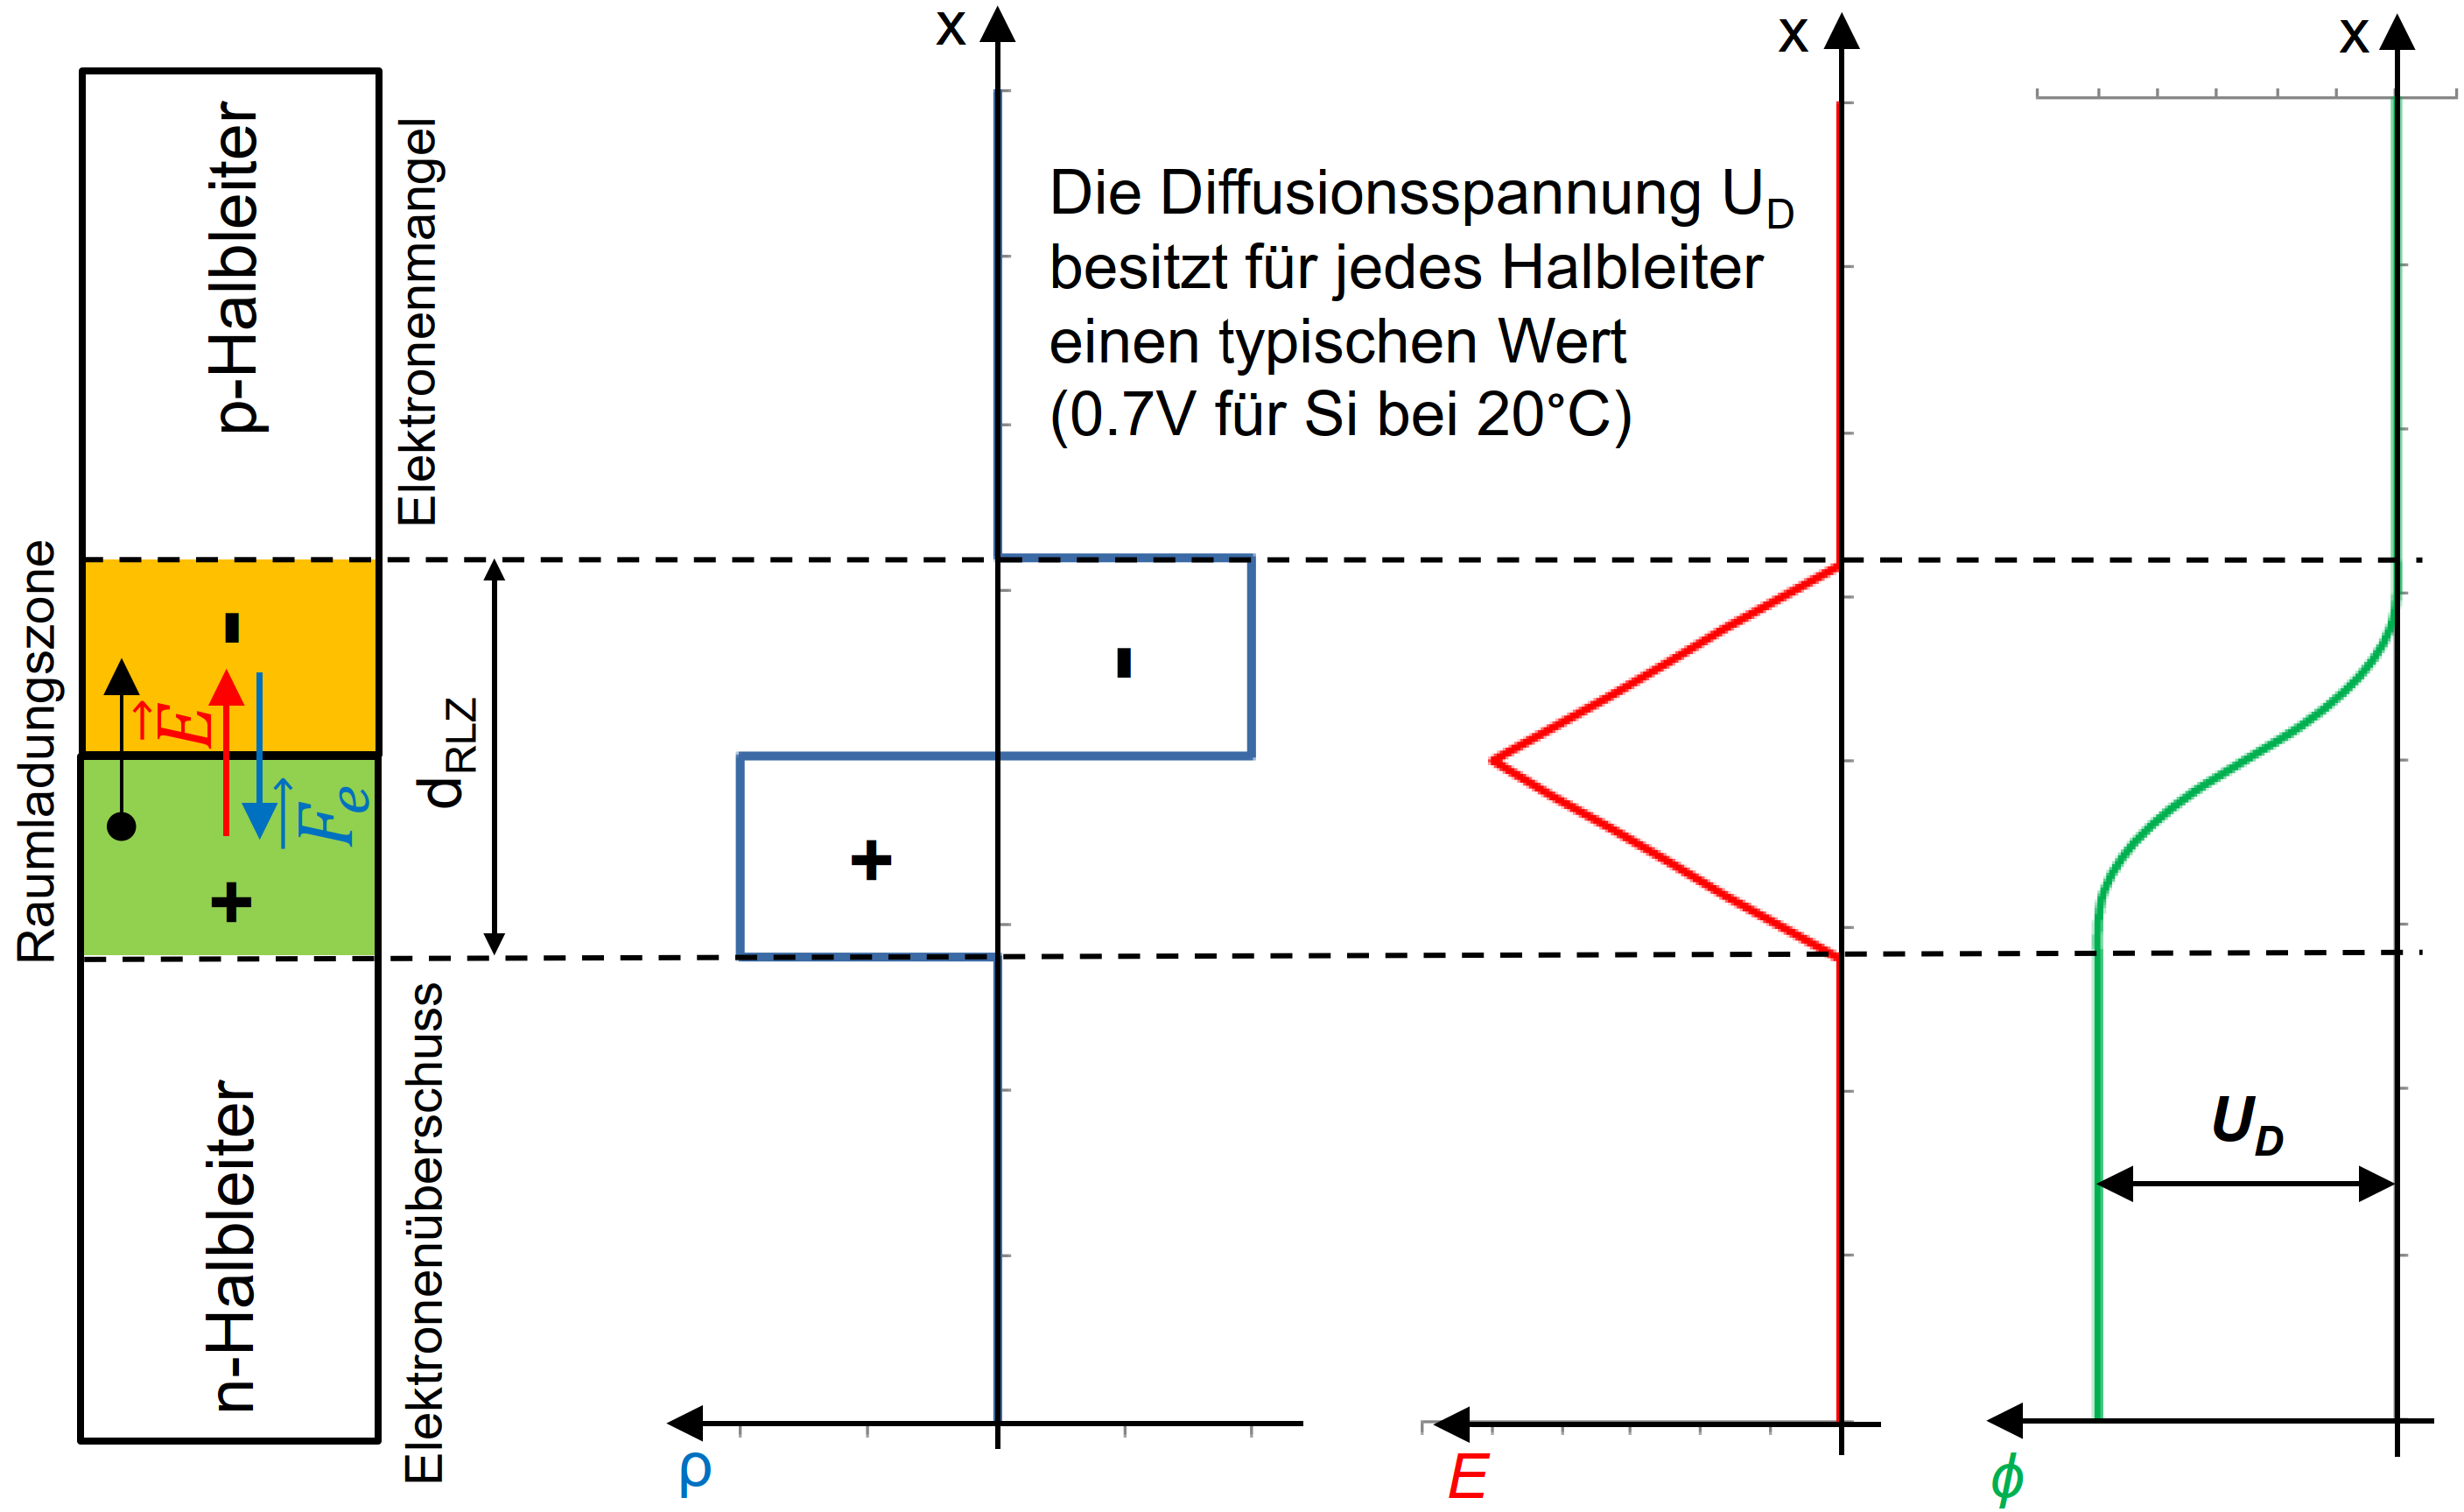 x
x
x
p-Halbleiter
Elektronenmangel
Die Diffusionsspannung U_D
besitzt für jedes Halbleiter
einen typischen Wert
(0.7V für Si bei 20°C)
Raumladungszone
-
E
F_e
+
d_RLZ
-
+
n-Halbleiter
Elektronenüberschuss
U_D
ρ
E
ϕ